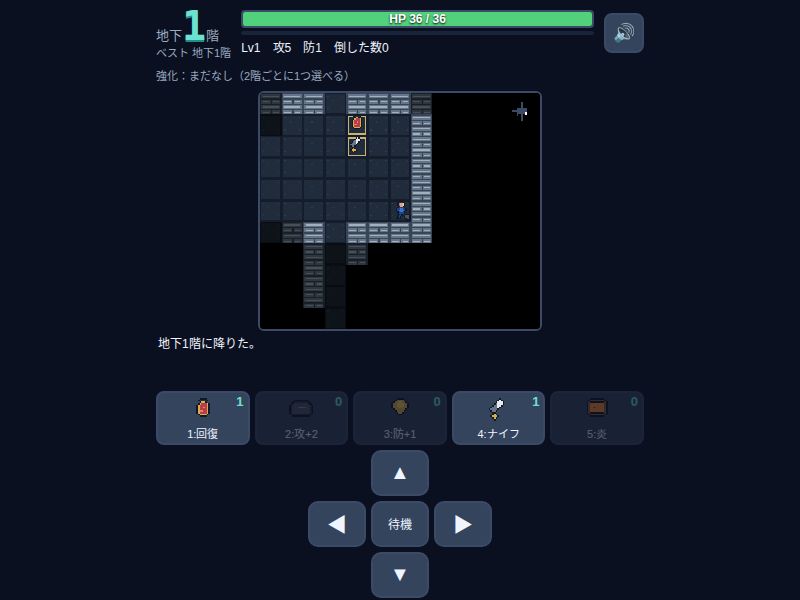 地下1階
ベスト 地下1階
HP 36 / 36
Lv1 攻5 防1 倒した数0
強化：まだなし（2階ごとに1つ選べる）
地下1階に降りた。
1 0 0 1 0
1:回復 2:攻+2 3:防+1 4:ナイフ 5:炎
▲
◀ 待機 ▶
▼